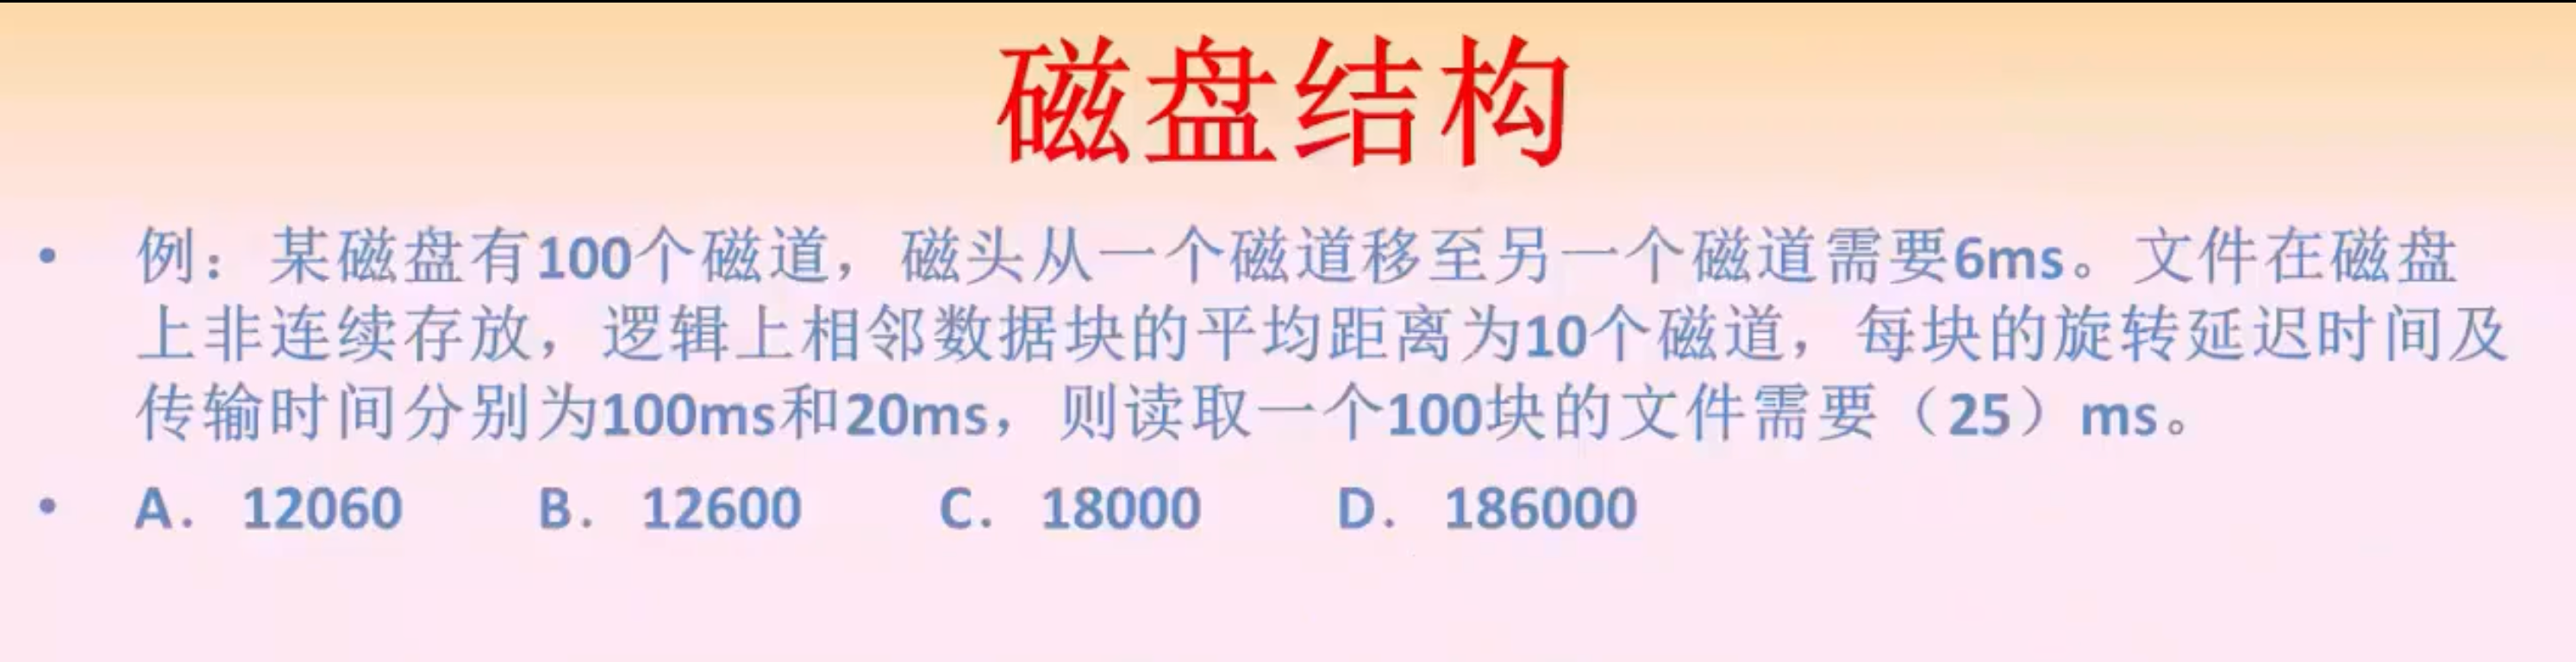 磁盘结构
• 例：某磁盘有100个磁道，磁头从一个磁道移至另一个磁道需要6ms。文件在磁盘
上非连续存放，逻辑上相邻数据块的平均距离为10个磁道，每块的旋转延迟时间及
传输时间分别为100ms和20ms，则读取一个100块的文件需要（25）ms。
• A. 12060 B. 12600 C. 18000 D. 186000